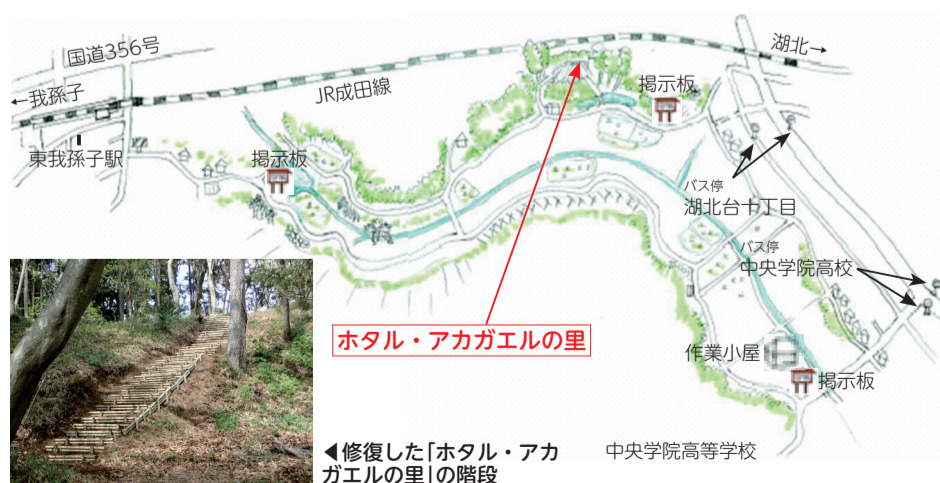 国道356号
湖北→
←我孫子
JR成田線
東我孫子駅
掲示板
掲示板
バス停
湖北台十丁目
バス停
中央学院高校
ホタル・アカガエルの里
作業小屋
掲示板
◀修復した｢ホタル・アカ
ガエルの里｣の階段
中央学院高等学校